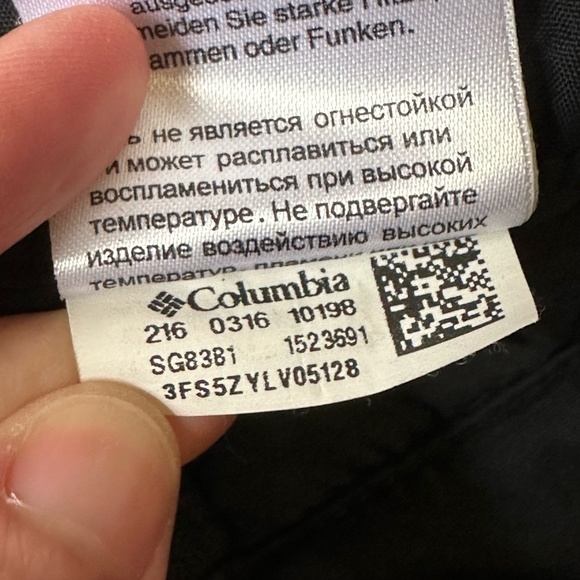 meiden Sie starke
ammen oder Funken.
не является огнестойкой
и может расплавиться или
воспламениться при высокой
температуре. Не подвергайте
изделие воздействию высоких
Columbia
216 0316 10198
SG8381 1523691
3FS5ZYLV05128